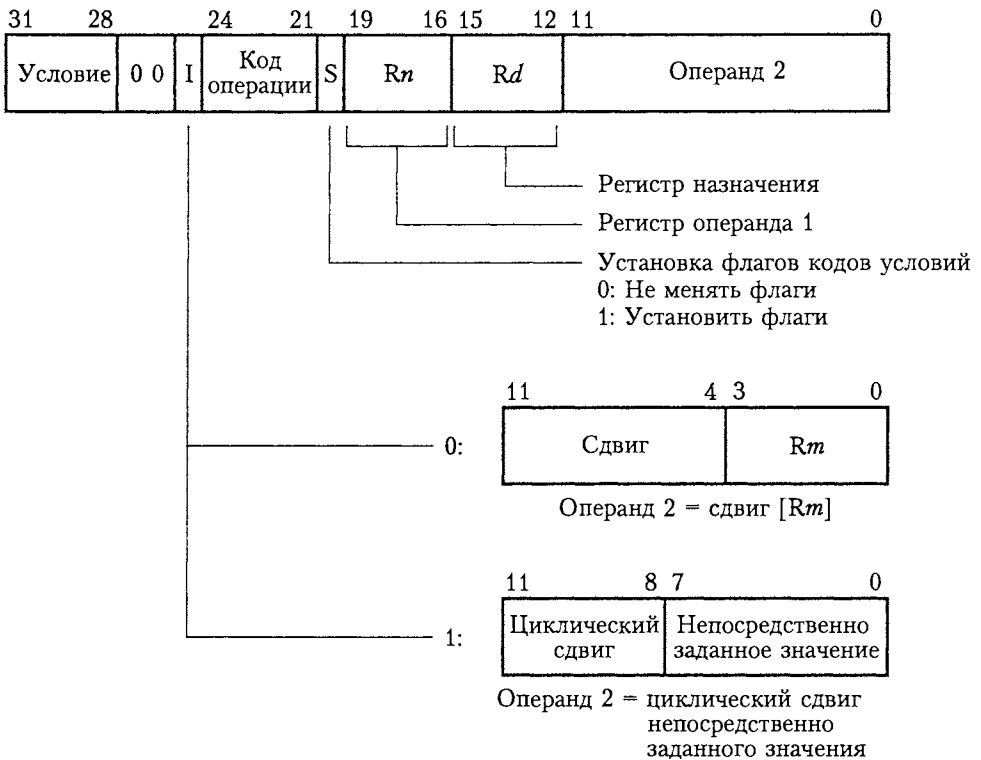 31 28 24 21 19 16 15 12 11 0
Условие 0 0 I Код операции S Rn Rd Операнд 2
Регистр назначения
Регистр операнда 1
Установка флагов кодов условий
0: Не менять флаги
1: Установить флаги
11 4 3 0
0: Сдвиг Rm
Операнд 2 = сдвиг [Rm]
11 8 7 0
1: Циклический сдвиг Непосредственно заданное значение
Операнд 2 = циклический сдвиг
непосредственно
заданного значения